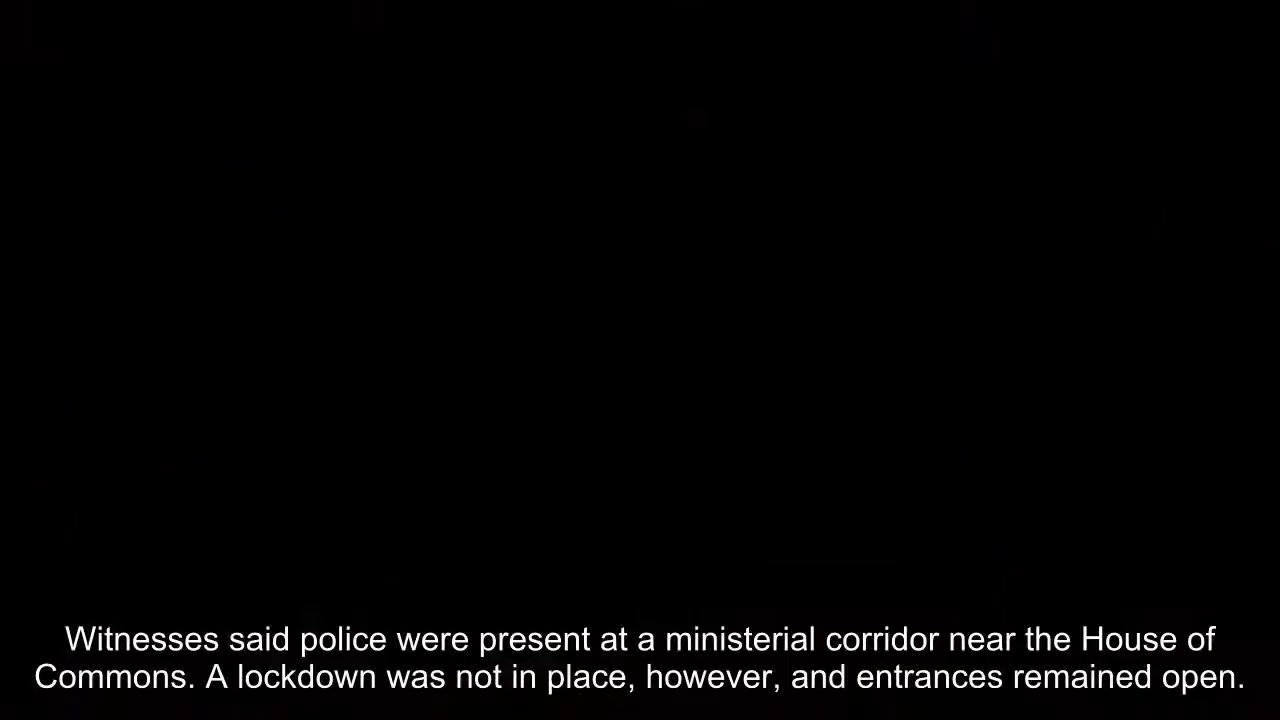 Witnesses said police were present at a ministerial corridor near the House of
Commons. A lockdown was not in place, however, and entrances remained open.